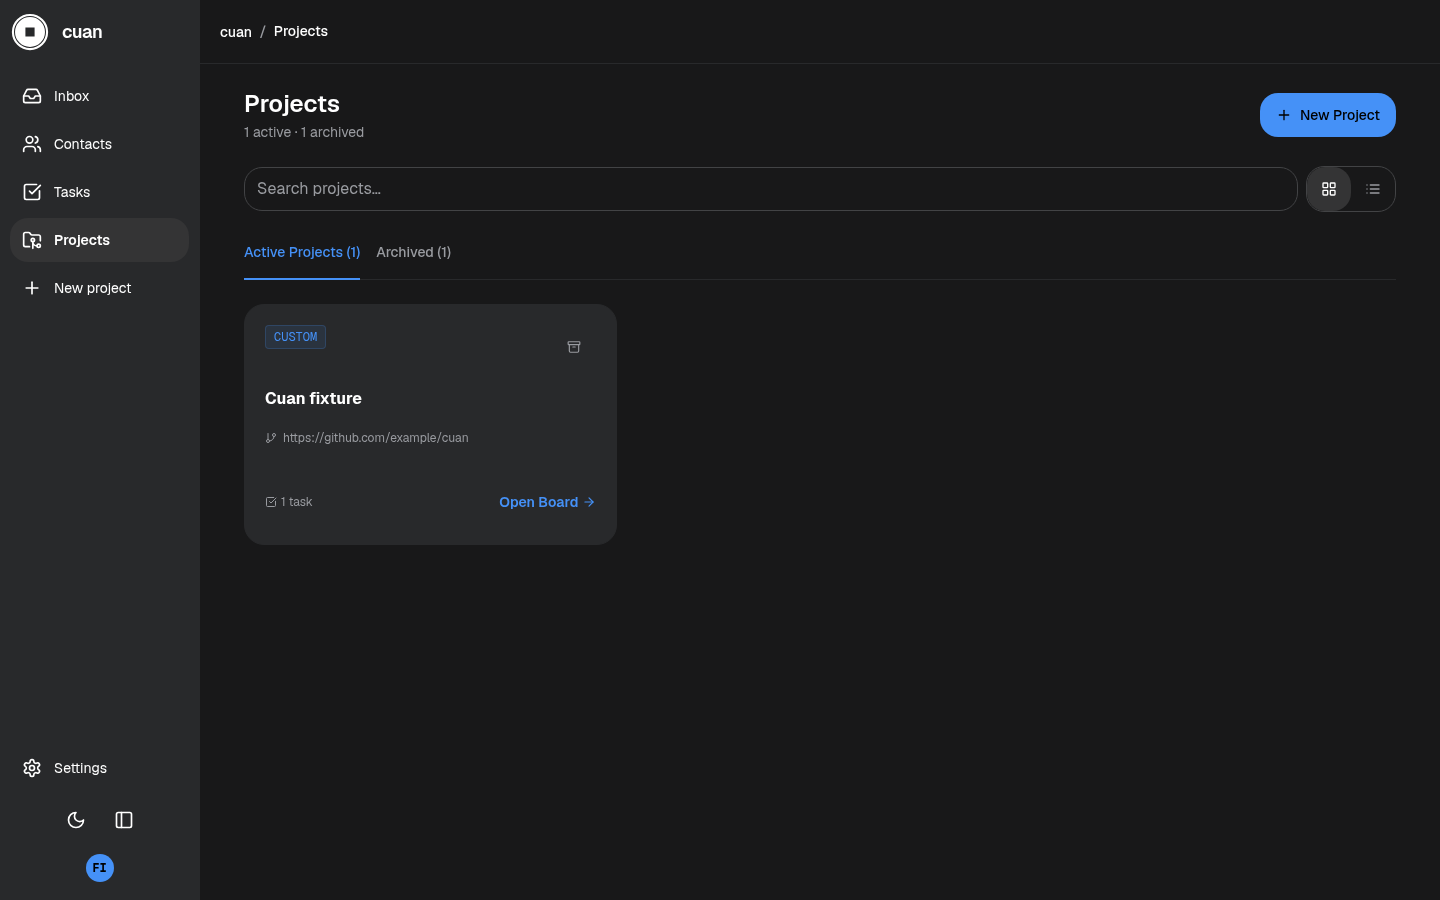 cuan
Inbox
Contacts
Tasks
Projects
New project
Settings
FI
cuan / Projects
Projects
1 active · 1 archived
New Project
Search projects...
Active Projects (1)
Archived (1)
CUSTOM
Cuan fixture
https://github.com/example/cuan
1 task
Open Board